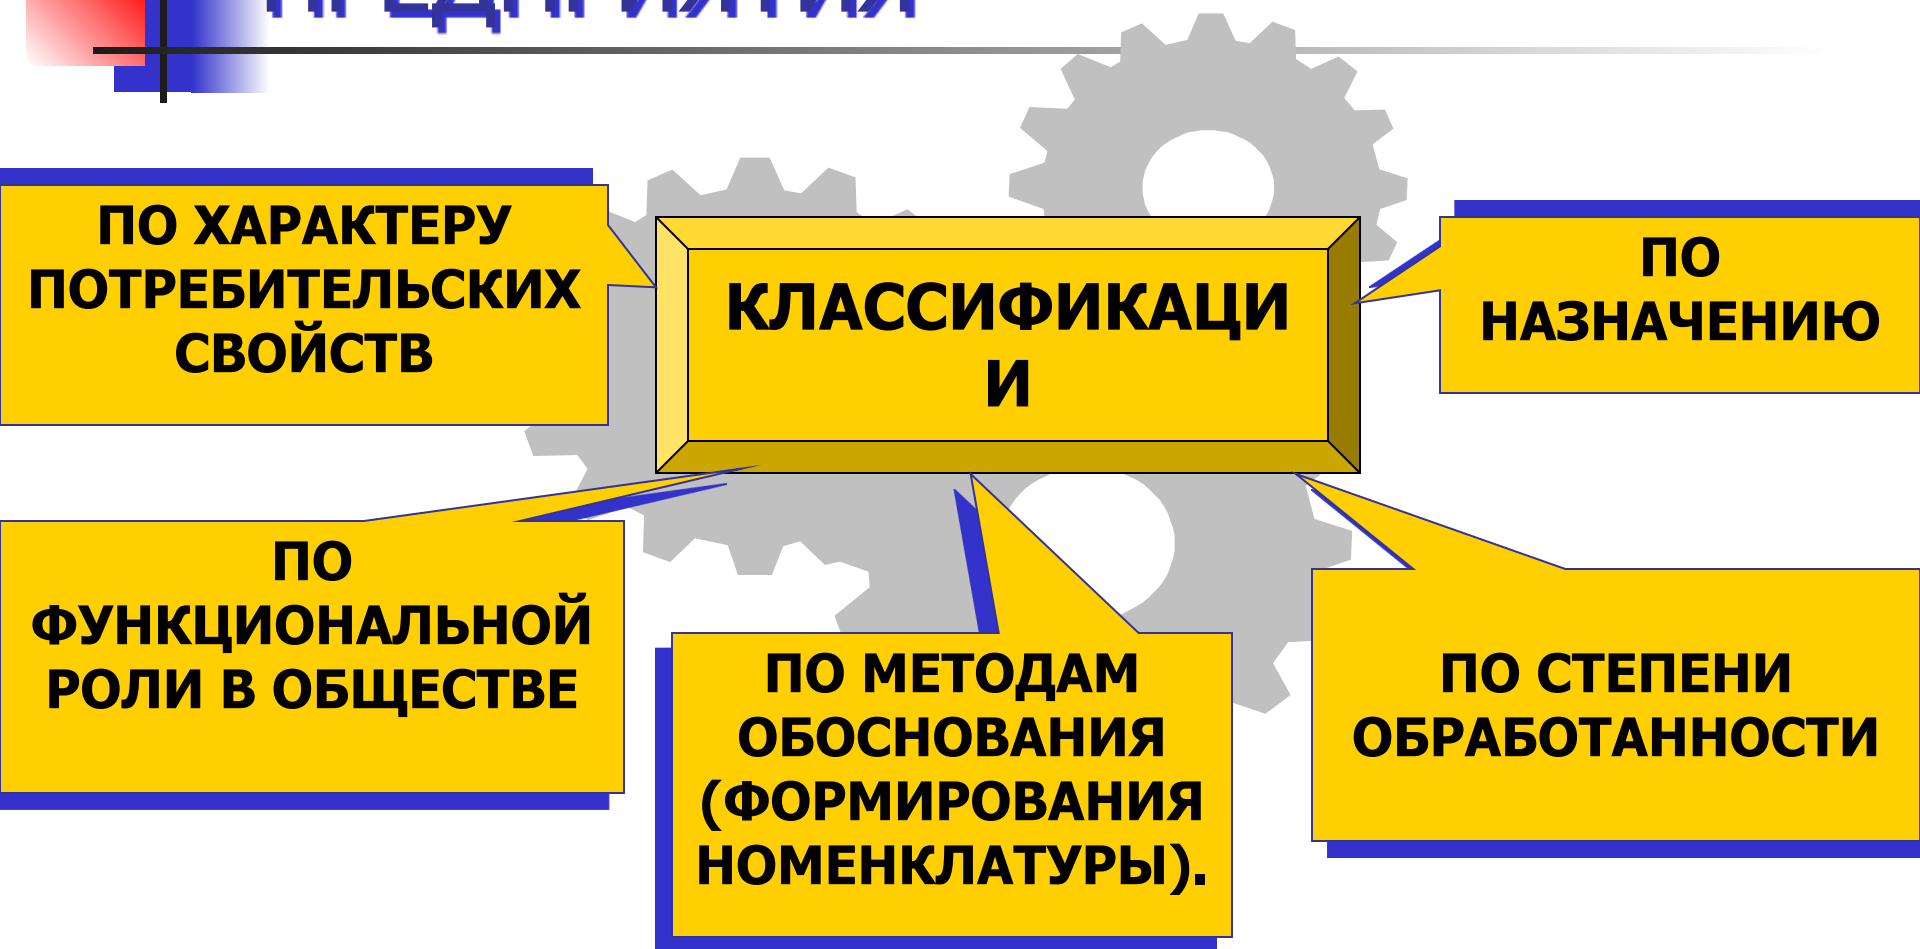 ПРЕДПРИЯТИЯ
ПО ХАРАКТЕРУ
ПОТРЕБИТЕЛЬСКИХ
СВОЙСТВ
КЛАССИФИКАЦИ
И
ПО
НАЗНАЧЕНИЮ
ПО
ФУНКЦИОНАЛЬНОЙ
РОЛИ В ОБЩЕСТВЕ
ПО МЕТОДАМ
ОБОСНОВАНИЯ
(ФОРМИРОВАНИЯ
НОМЕНКЛАТУРЫ).
ПО СТЕПЕНИ
ОБРАБОТАННОСТИ